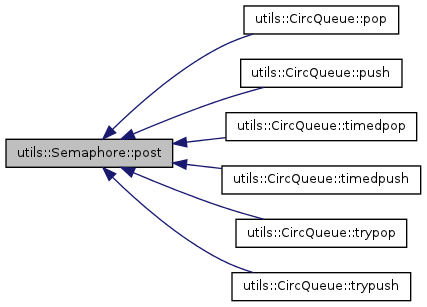 utils::CircQueue::pop
utils::CircQueue::push
utils::CircQueue::timedpop
utils::Semaphore::post
utils::CircQueue::timedpush
utils::CircQueue::trypop
utils::CircQueue::trypush